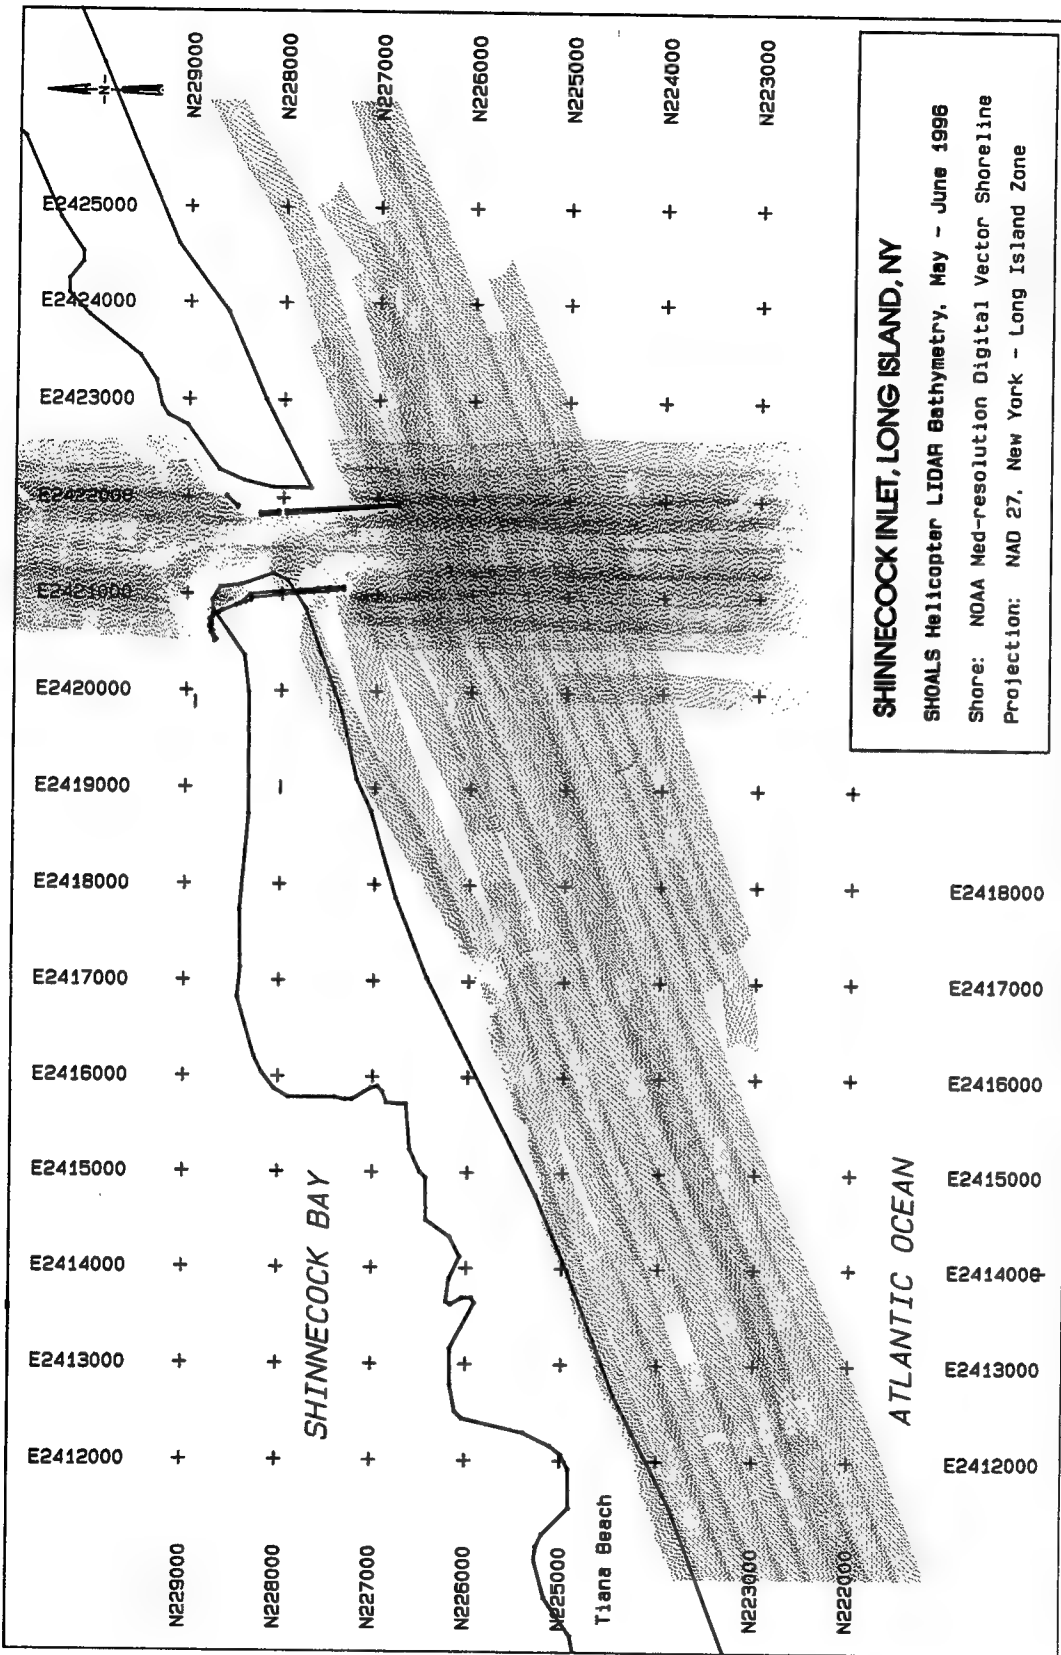 N229000
N228000
N227000
N226000
N225000
N224000
N223000
N
E2425000
E2424000
E2423000
E2422000
E2421000
E2420000
E2419000
E2418000
E2417000
E2416000
E2415000
E2414000
E2413000
E2412000
SHINNECOCK BAY
ATLANTIC OCEAN
Tiana Beach
N229000
N228000
N227000
N226000
N225000
N223000
N222000
E2418000
E2417000
E2416000
E2415000
E2414000
E2413000
E2412000
SHINNECOCK INLET, LONG ISLAND, NY
SHOALS Helicopter LIDAR Bathymetry, May - June 1996
Shore: NOAA Med-resolution Digital Vector Shoreline
Projection: NAD 27, New York - Long Island Zone